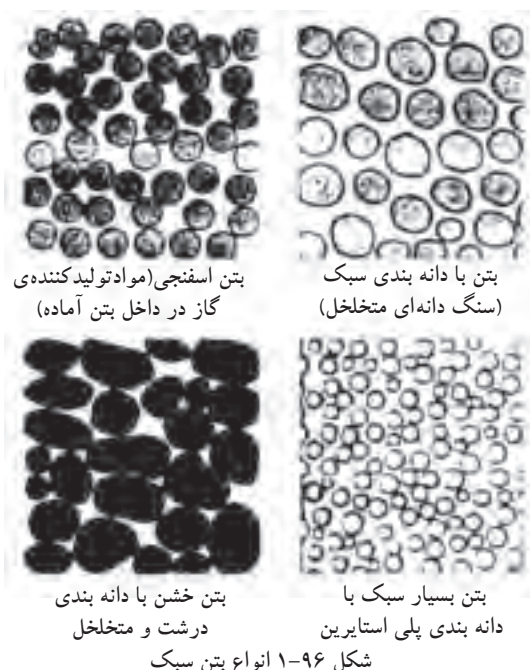 بتن با دانه بندی سبک
(سنگ دانه‌ای متخلخل)
بتن اسفنجی(موادتولیدکننده‌ی
گاز در داخل بتن آماده)
بتن بسیار سبک با
دانه بندی پلی استایرین
بتن خشن با دانه بندی
درشت و متخلخل
شکل ۹۶-۱ انواع بتن سبک